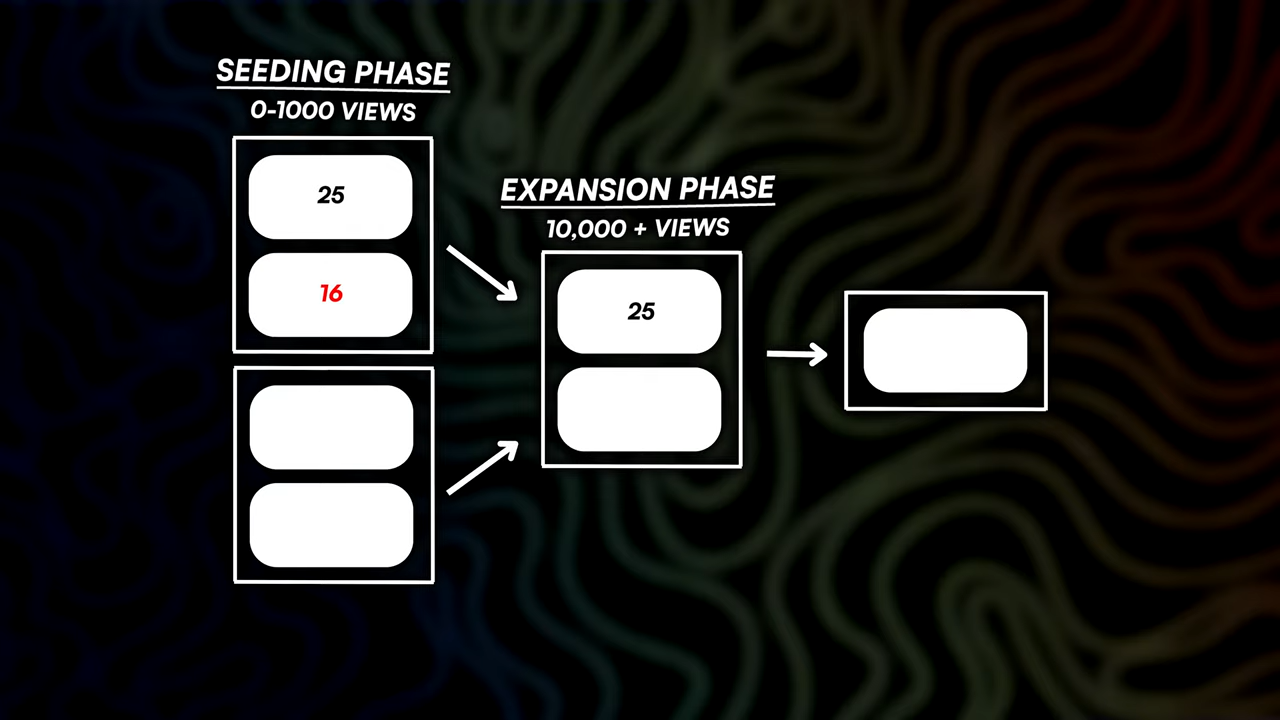 SEEDING PHASE
0-1000 VIEWS
25
16
EXPANSION PHASE
10,000 + VIEWS
25